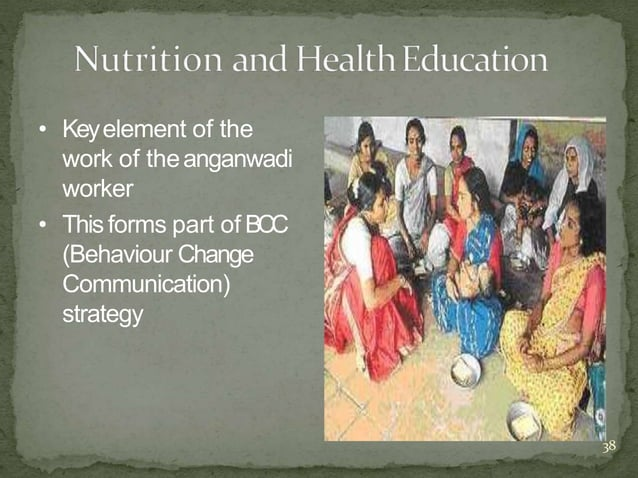 Nutrition and Health Education
• Key element of the
work of the anganwadi
worker
• This forms part of BCC
(Behaviour Change
Communication)
strategy
38